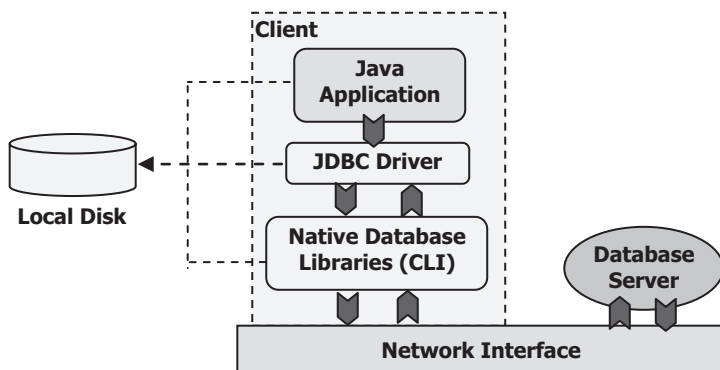 Client
Java
Application
JDBC Driver
Local Disk
Native Database
Libraries (CLI)
Database
Server
Network Interface